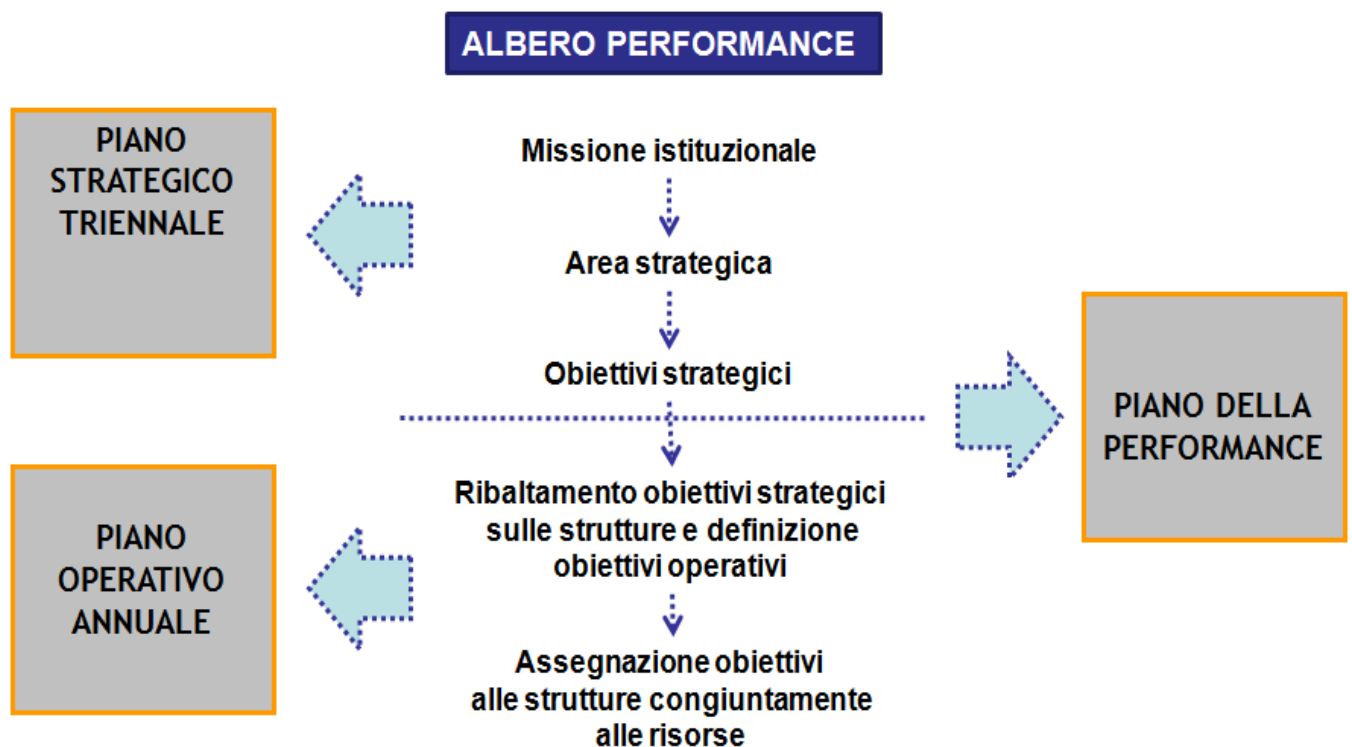 ALBERO PERFORMANCE
PIANO
STRATEGICO
TRIENNALE
Missione istituzionale
Area strategica
Obiettivi strategici
PIANO DELLA
PERFORMANCE
Ribaltamento obiettivi strategici
sulle strutture e definizione
obiettivi operativi
PIANO
OPERATIVO
ANNUALE
Assegnazione obiettivi
alle strutture congiuntamente
alle risorse